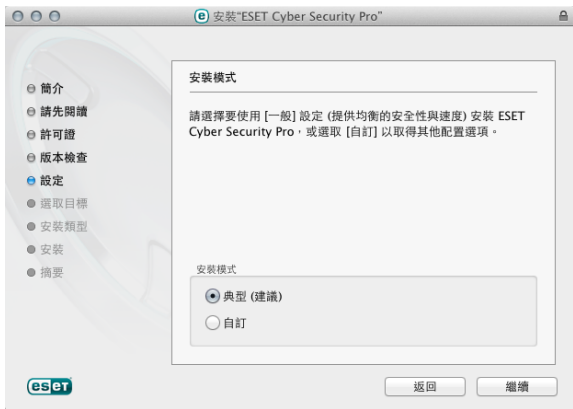 安裝"ESET Cyber Security Pro"
簡介
請先閱讀
許可證
版本檢查
設定
選取目標
安裝類型
安裝
摘要
安裝模式
請選擇要使用 [一般] 設定 (提供均衡的安全性與速度) 安裝 ESET
Cyber Security Pro，或選取 [自訂] 以取得其他配置選項。
安裝模式
典型 (建議)
自訂
eset
返回
繼續